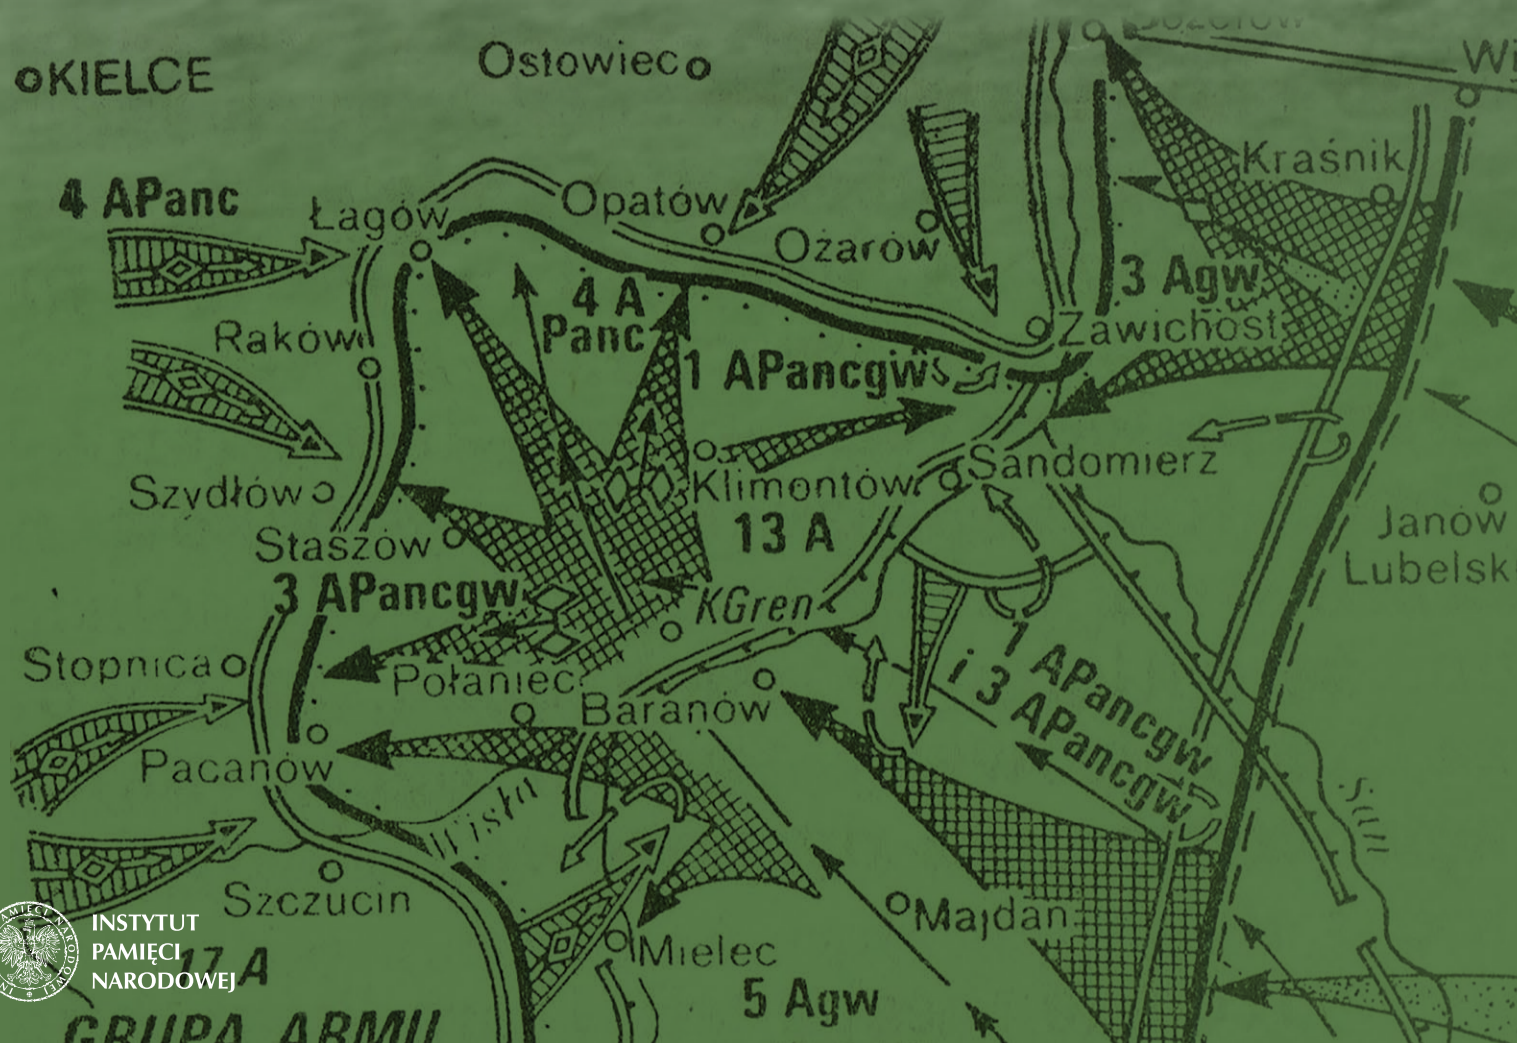 KIELCE
Ostowiec
Kraśnik
4 APanc
Łagów
Opatów
Ożarów
3 Agw
4 A
Panc
Raków
Zawichost
1 APancgw
Sandomierz
Klimontów
Szydłów
13 A
Janów
Lubelsk
Staszów
3 APancgw
KGren
1 APancgw
i 3 APancgw
Stopnica
Połaniec
Baranów
Pacanów
Wisła
San
Szczucin
Majdan
INSTYTUT
PAMIĘCI
NARODOWEJ
17 A
Mielec
5 Agw
GRUPA ARMII